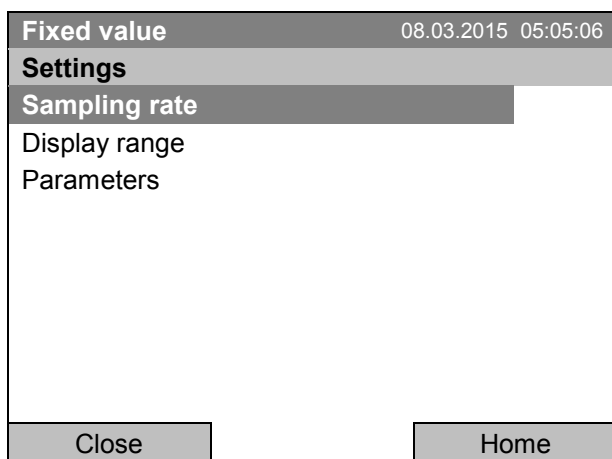 Fixed value 08.03.2015 05:05:06
Settings
Sampling rate
Display range
Parameters
Close Home